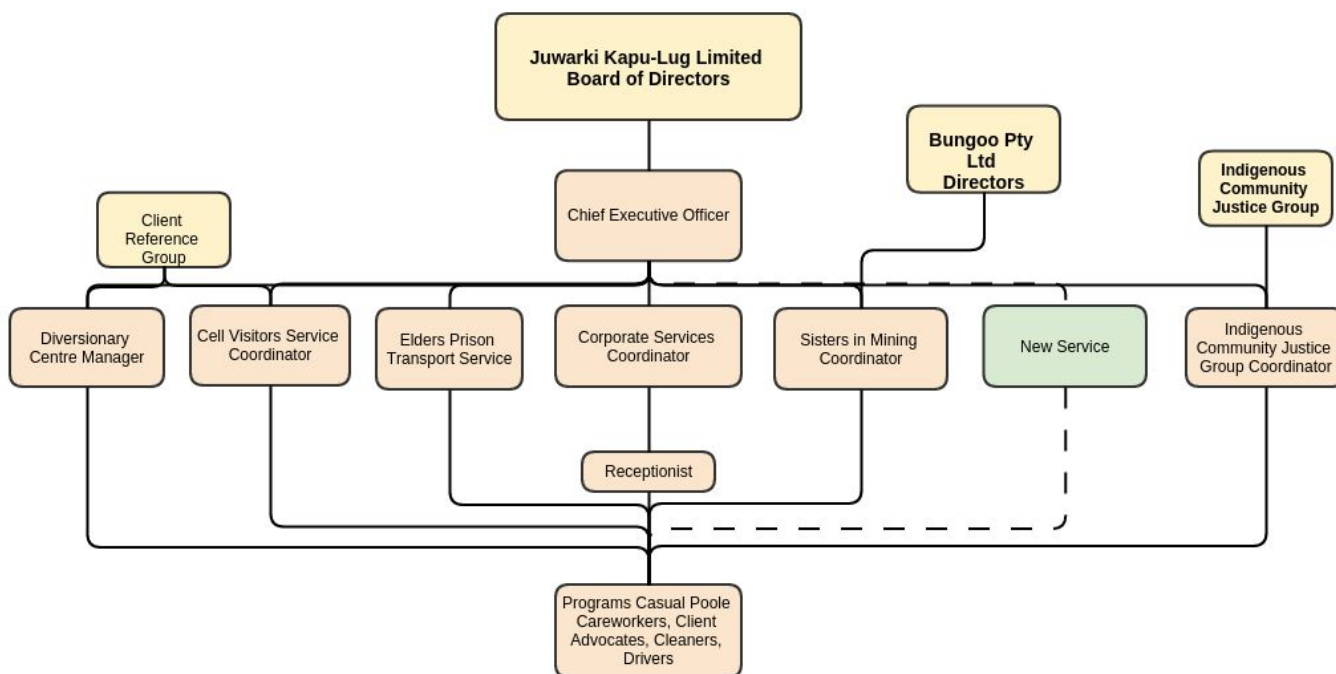 Juwarki Kapu-Lug Limited
Board of Directors
Bungoo Pty
Ltd
Directors
Indigenous
Community
Justice Group
Chief Executive Officer
Client
Reference
Group
Diversionary
Centre Manager
Cell Visitors Service
Coordinator
Elders Prison
Transport Service
Corporate Services
Coordinator
Sisters in Mining
Coordinator
New Service
Indigenous
Community Justice
Group Coordinator
Receptionist
Programs Casual Poole
Careworkers, Client
Advocates, Cleaners,
Drivers